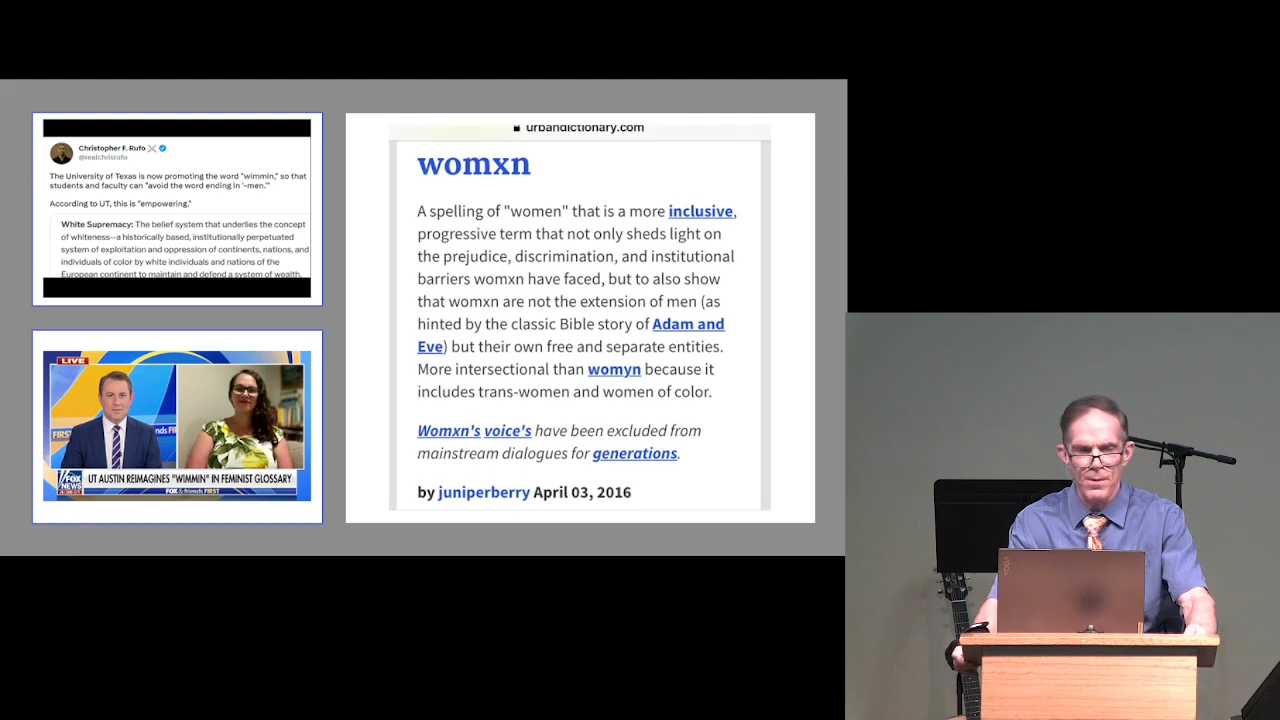 Christopher F. Rufo
@realchrisrufo
The University of Texas is now promoting the word "wimmin," so that
students and faculty can "avoid the word ending in '-men.'"
According to UT, this is "empowering."
White Supremacy: The belief system that underlies the concept
of whiteness--a historically based, institutionally perpetuated
system of exploitation and oppression of continents, nations, and
individuals of color by white individuals and nations of the
European continent to maintain and defend a system of wealth,
LIVE
FIRST
FIRST
FOX
NEWS
UT AUSTIN REIMAGINES "WIMMIN" IN FEMINIST GLOSSARY
FOX & friends FIRST
urbandictionary.com
womxn
A spelling of "women" that is a more inclusive,
progressive term that not only sheds light on
the prejudice, discrimination, and institutional
barriers womxn have faced, but to also show
that womxn are not the extension of men (as
hinted by the classic Bible story of Adam and
Eve) but their own free and separate entities.
More intersectional than womyn because it
includes trans-women and women of color.
Womxn's voice's have been excluded from
mainstream dialogues for generations.
by juniperberry April 03, 2016
YOGA